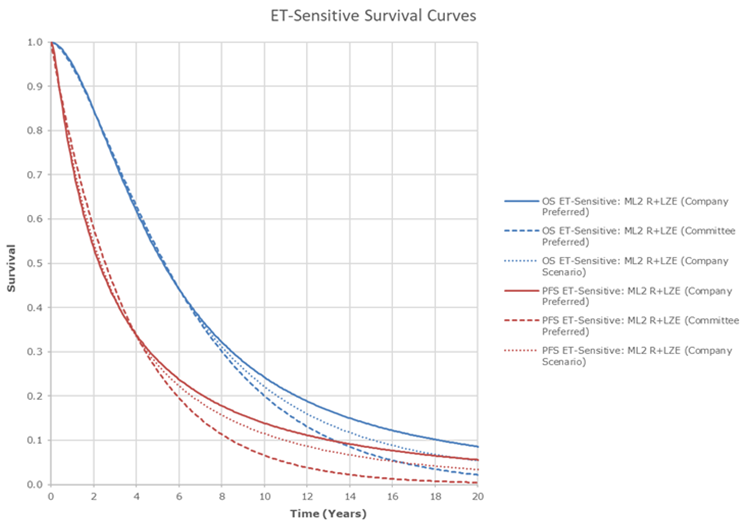 ET-Sensitive Survival Curves
1.0
0.9
0.8
0.7
0.6
0.5
0.4
0.3
0.2
0.1
0.0
Survival
0 2 4 6 8 10 12 14 16 18 20
Time (Years)
OS ET-Sensitive: ML2 R+LZE (Company
Preferred)
OS ET-Sensitive: ML2 R+LZE (Committee
Preferred)
OS ET-Sensitive: ML2 R+LZE (Company
Scenario)
PFS ET-Sensitive: ML2 R+LZE (Company
Preferred)
PFS ET-Sensitive: ML2 R+LZE (Committee
Preferred)
PFS ET-Sensitive: ML2 R+LZE (Company
Scenario)